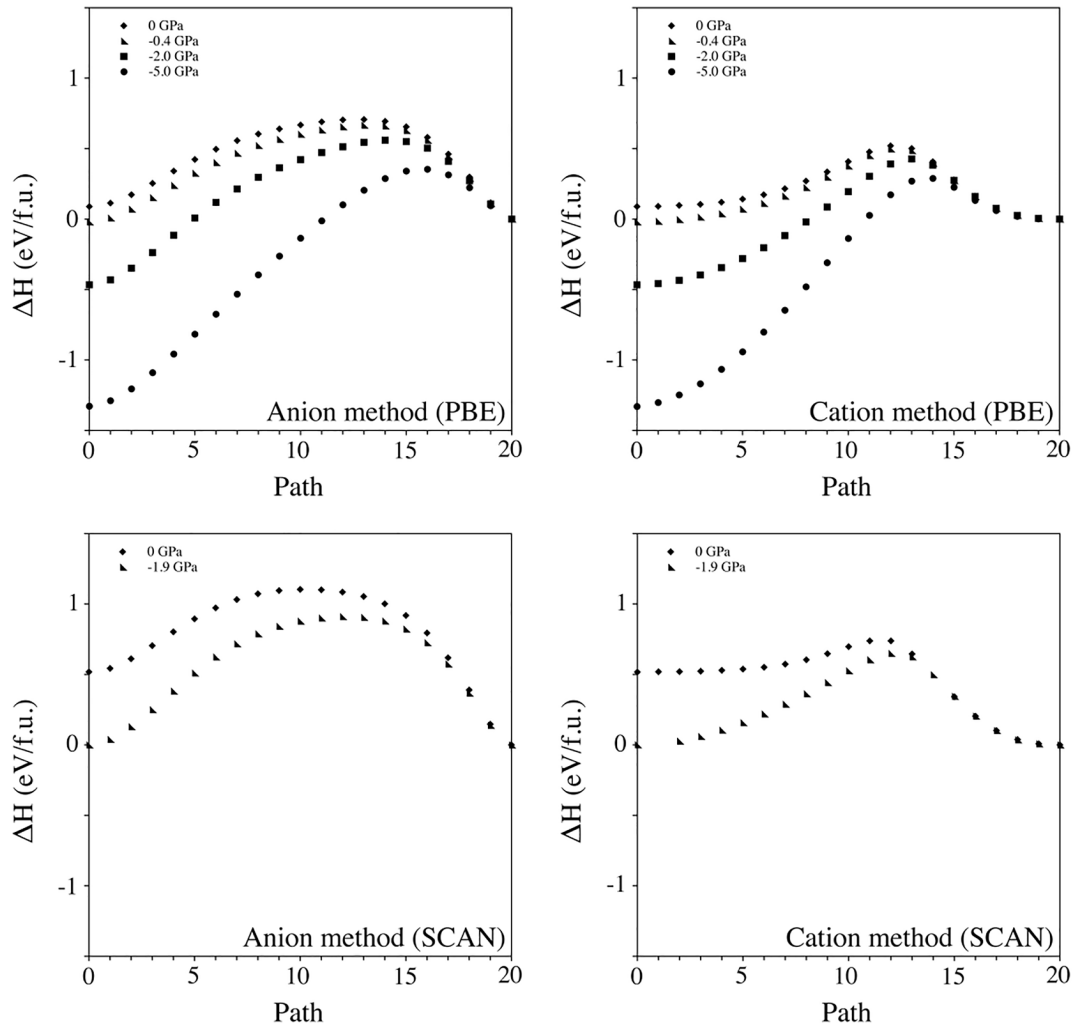 0 GPa
-0.4 GPa
-2.0 GPa
-5.0 GPa
1
0
-1
ΔH (eV/f.u.)
Anion method (PBE)
0 5 10 15 20
Path
0 GPa
-0.4 GPa
-2.0 GPa
-5.0 GPa
1
0
-1
ΔH (eV/f.u.)
Cation method (PBE)
0 5 10 15 20
Path
0 GPa
-1.9 GPa
1
0
-1
ΔH (eV/f.u.)
Anion method (SCAN)
0 5 10 15 20
Path
0 GPa
-1.9 GPa
1
0
-1
ΔH (eV/f.u.)
Cation method (SCAN)
0 5 10 15 20
Path